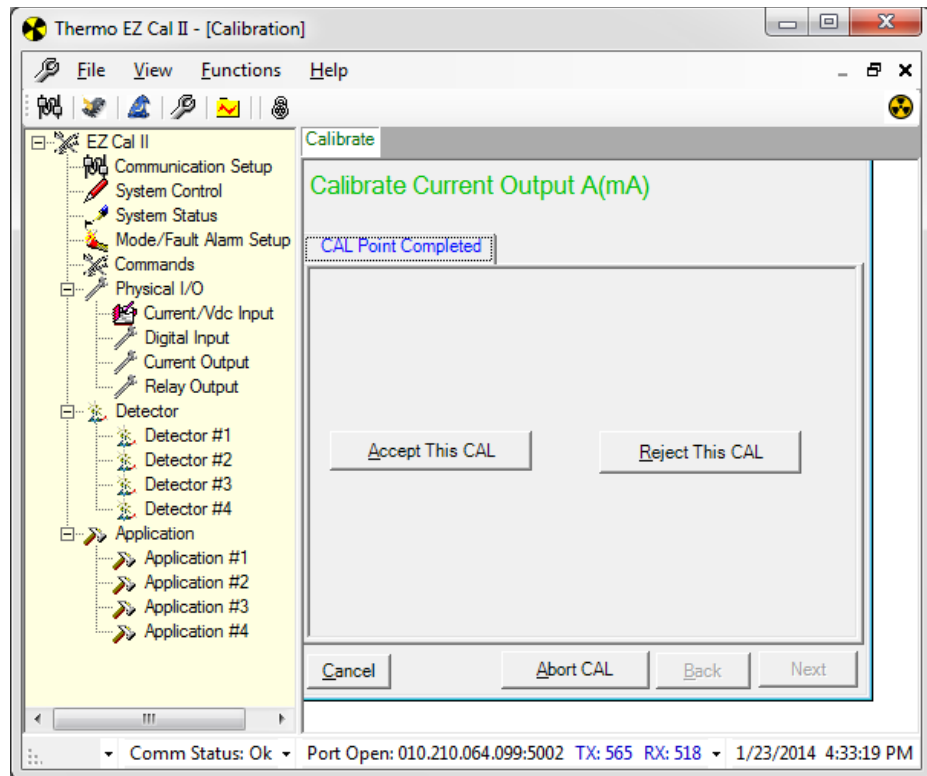 Thermo EZ Cal II - [Calibration]
File View Functions Help
EZ Cal II
Communication Setup
System Control
System Status
Mode/Fault Alarm Setup
Commands
Physical I/O
Current/Vdc Input
Digital Input
Current Output
Relay Output
Detector
Detector #1
Detector #2
Detector #3
Detector #4
Application
Application #1
Application #2
Application #3
Application #4
Calibrate
Calibrate Current Output A(mA)
CAL Point Completed
Accept This CAL Reject This CAL
Cancel Abort CAL Back Next
Comm Status: Ok Port Open: 010.210.064.099:5002 TX: 565 RX: 518 1/23/2014 4:33:19 PM